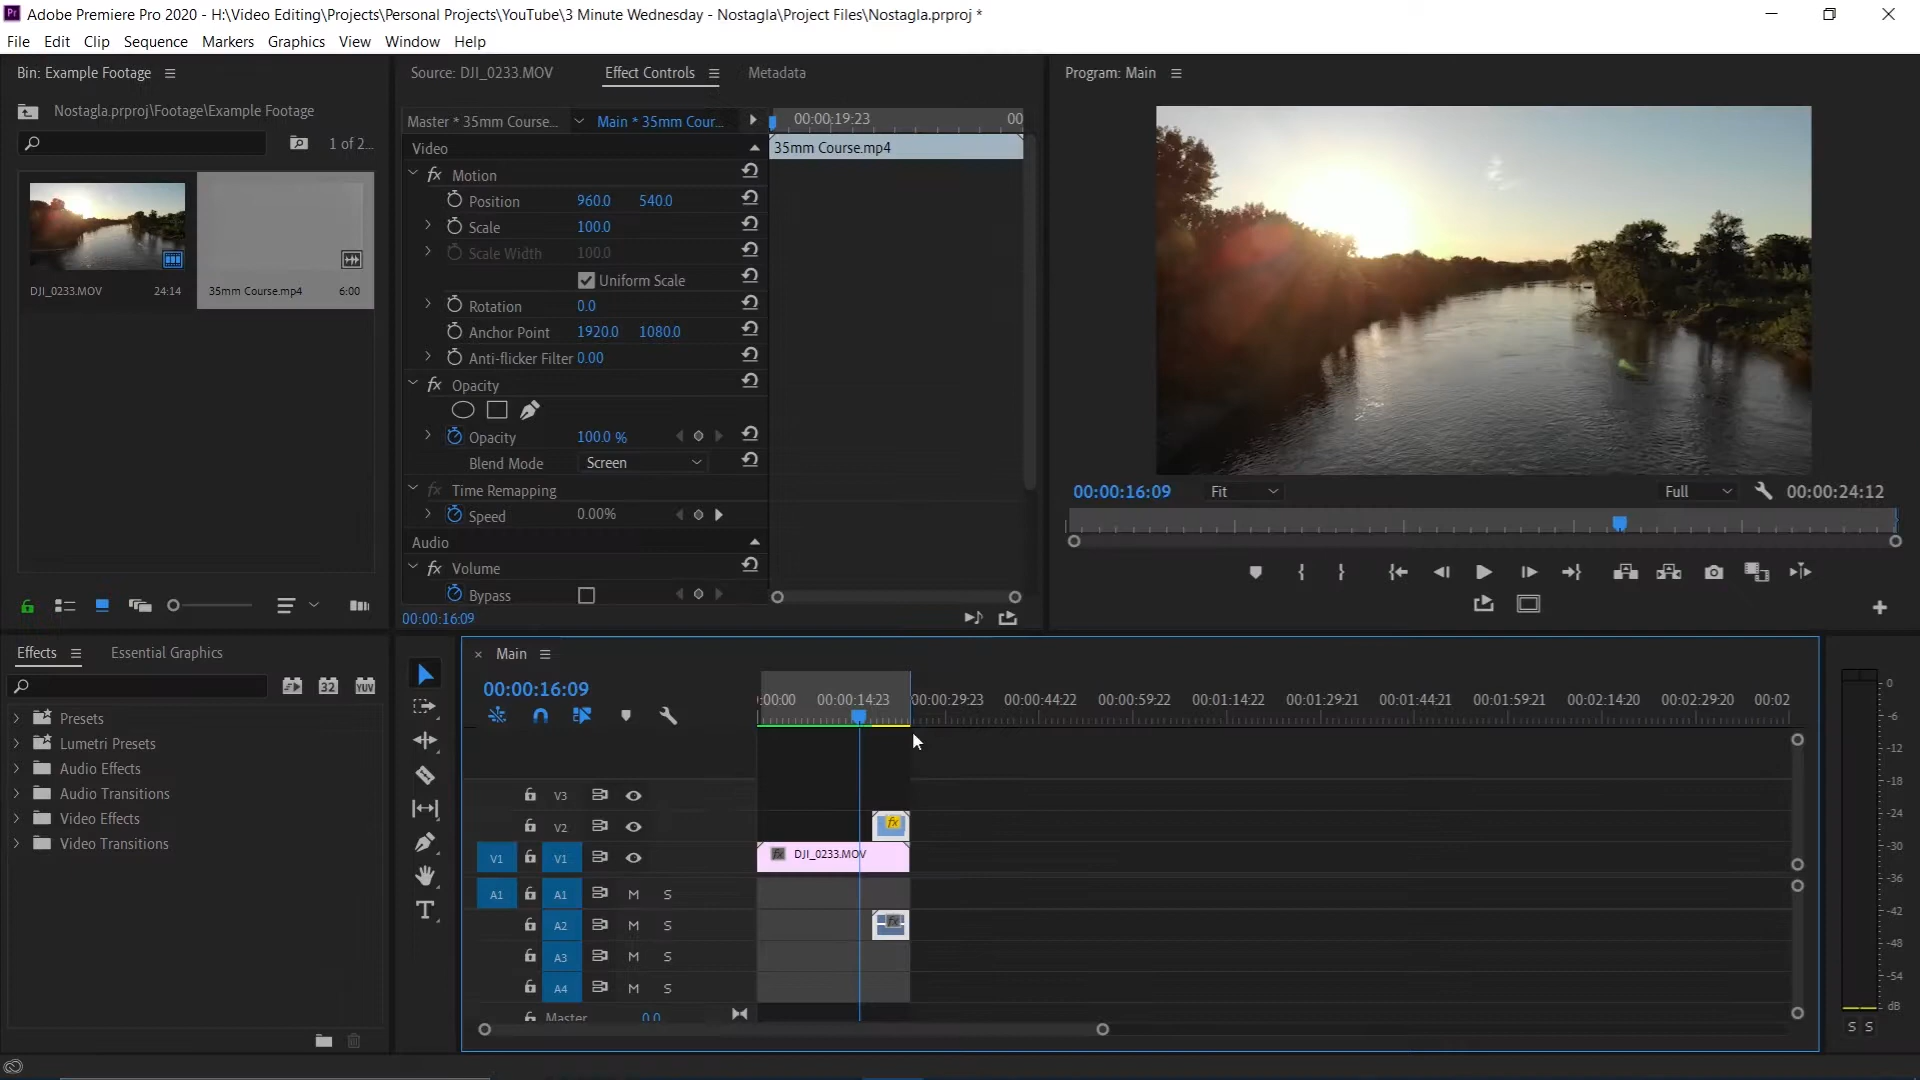 Pr Adobe Premiere Pro 2020 - H:\Video Editing\Projects\Personal Projects\YouTube\3 Minute Wednesday - Nostagla\Project Files\Nostagla.prproj *
File Edit Clip Sequence Markers Graphics View Window Help
Bin: Example Footage
Nostagla.prproj\Footage\Example Footage
1 of 2...
DJI_0233.MOV 24:14
35mm Course.mp4 6:00
Source: DJI_0233.MOV Effect Controls Metadata
Master * 35mm Course... Main * 35mm Cour...
00:00:19:23 00
Video
35mm Course.mp4
fx Motion
Position 960.0 540.0
Scale 100.0
Scale Width 100.0
Uniform Scale
Rotation 0.0
Anchor Point 1920.0 1080.0
Anti-flicker Filter 0.00
fx Opacity
Opacity 100.0 %
Blend Mode Screen
fx Time Remapping
Speed 0.00%
Audio
fx Volume
Bypass
00:00:16:09
Program: Main
00:00:16:09 Fit Full 00:00:24:12
Effects Essential Graphics
32 YUV
Presets
Lumetri Presets
Audio Effects
Audio Transitions
Video Effects
Video Transitions
× Main
00:00:16:09
:00:00 00:00:14:23 00:00:29:23 00:00:44:22 00:00:59:22 00:01:14:22 00:01:29:21 00:01:44:21 00:01:59:21 00:02:14:20 00:02:29:20 00:02
V3
V2 fx
V1 V1 fx DJI_0233.MOV
A1 A1 M S
A2 M S fx
A3 M S
A4 M S
Master 0.0
T
0
-6
-12
-18
-24
-30
-36
-42
-48
-54
dB
S S